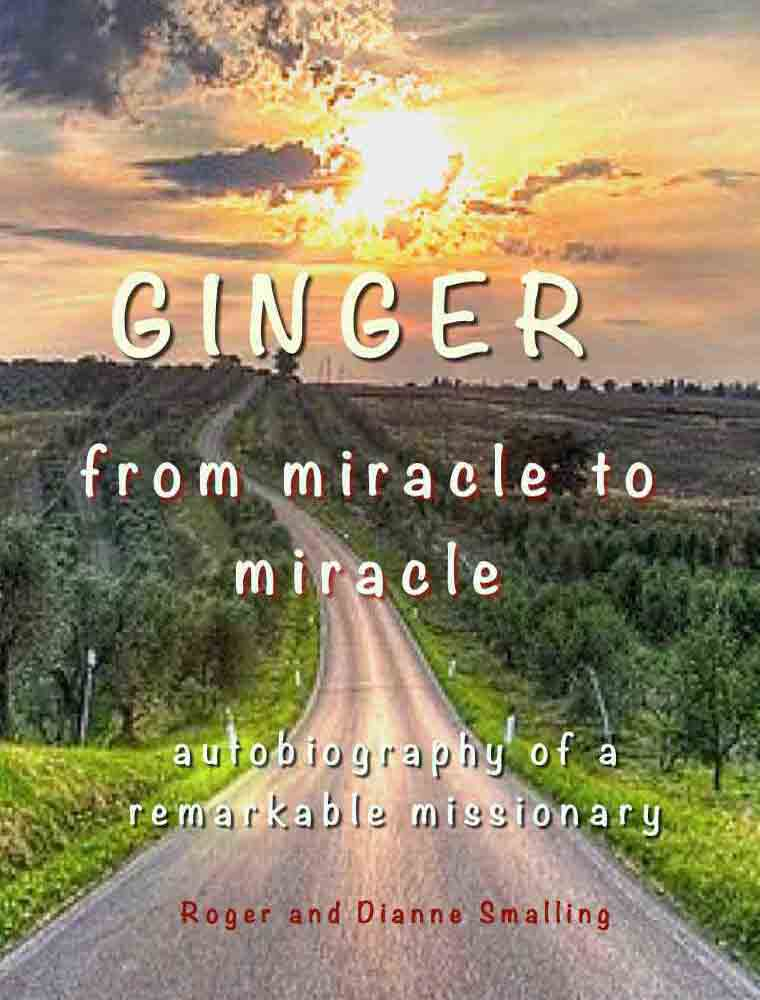 GINGER
from miracle to
miracle
autobiography of a
remarkable missionary
Roger and Dianne Smalling